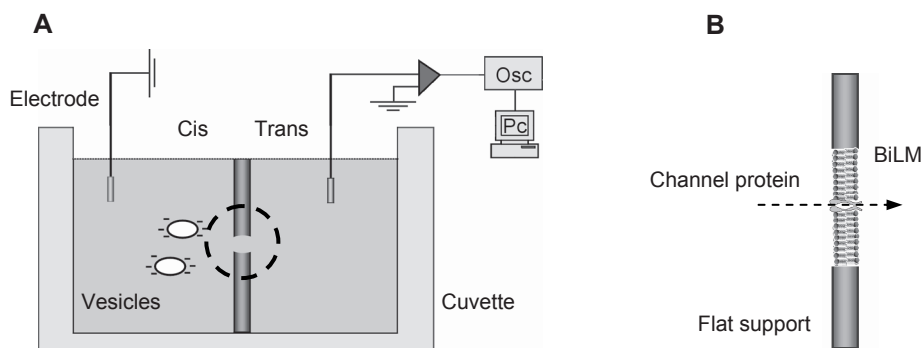 A
B
Osc
Electrode
Cis
Trans
Pc
BiLM
Channel protein
Vesicles
Cuvette
Flat support